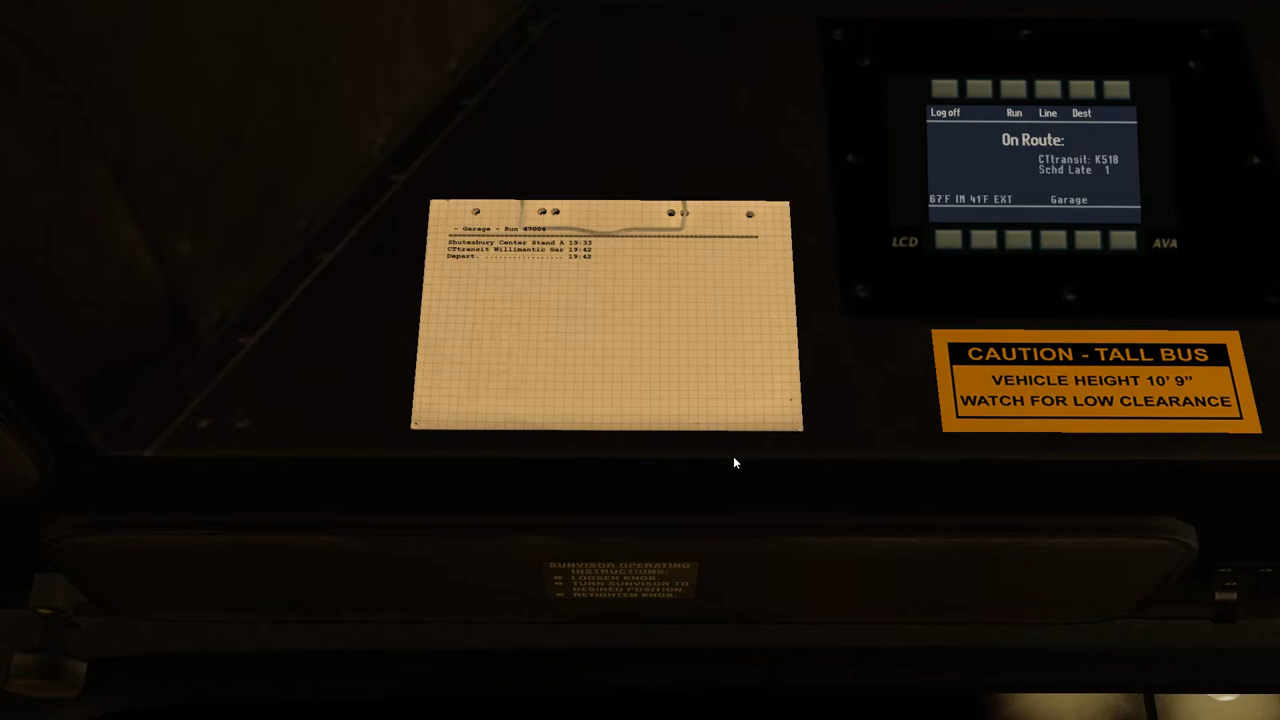 Log off Run Line Dest
On Route:
CTtransit: K518
Schd Late 1
67°F IN 41°F EXT Garage
LCD AVA
- Garage - Run 47004
Shutesbury Center Stand A 19:33
CTtransit Willimantic Gar 19:42
Depart. ................. 19:42
CAUTION - TALL BUS
VEHICLE HEIGHT 10' 9"
WATCH FOR LOW CLEARANCE
SUNVISOR OPERATING
INSTRUCTIONS:
LOOSEN KNOB.
TURN SUNVISOR TO
DESIRED POSITION.
RETIGHTEN KNOB.